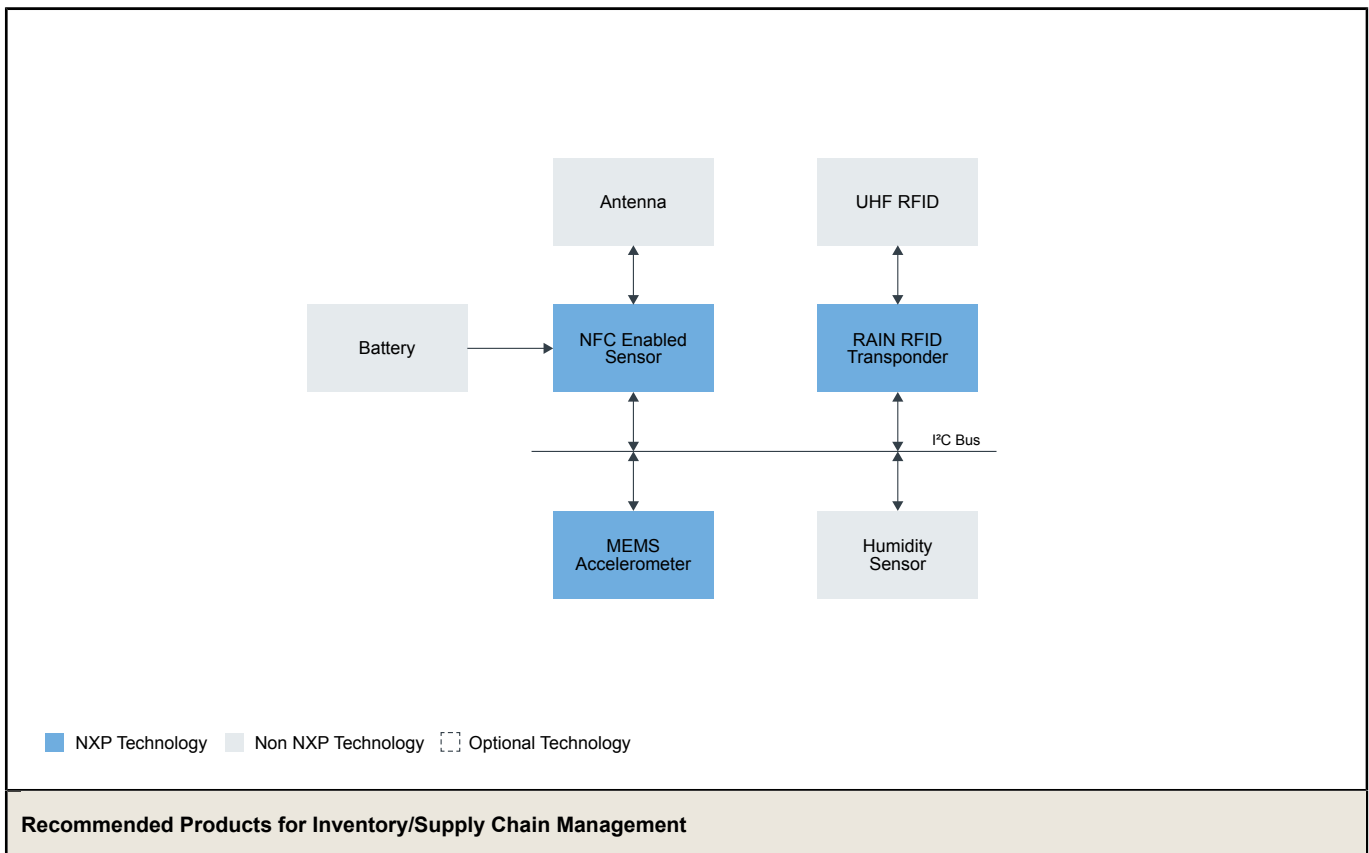 Antenna
UHF RFID
Battery
NFC Enabled
Sensor
RAIN RFID
Transponder
I²C Bus
MEMS
Accelerometer
Humidity
Sensor
NXP Technology
Non NXP Technology
Optional Technology
Recommended Products for Inventory/Supply Chain Management